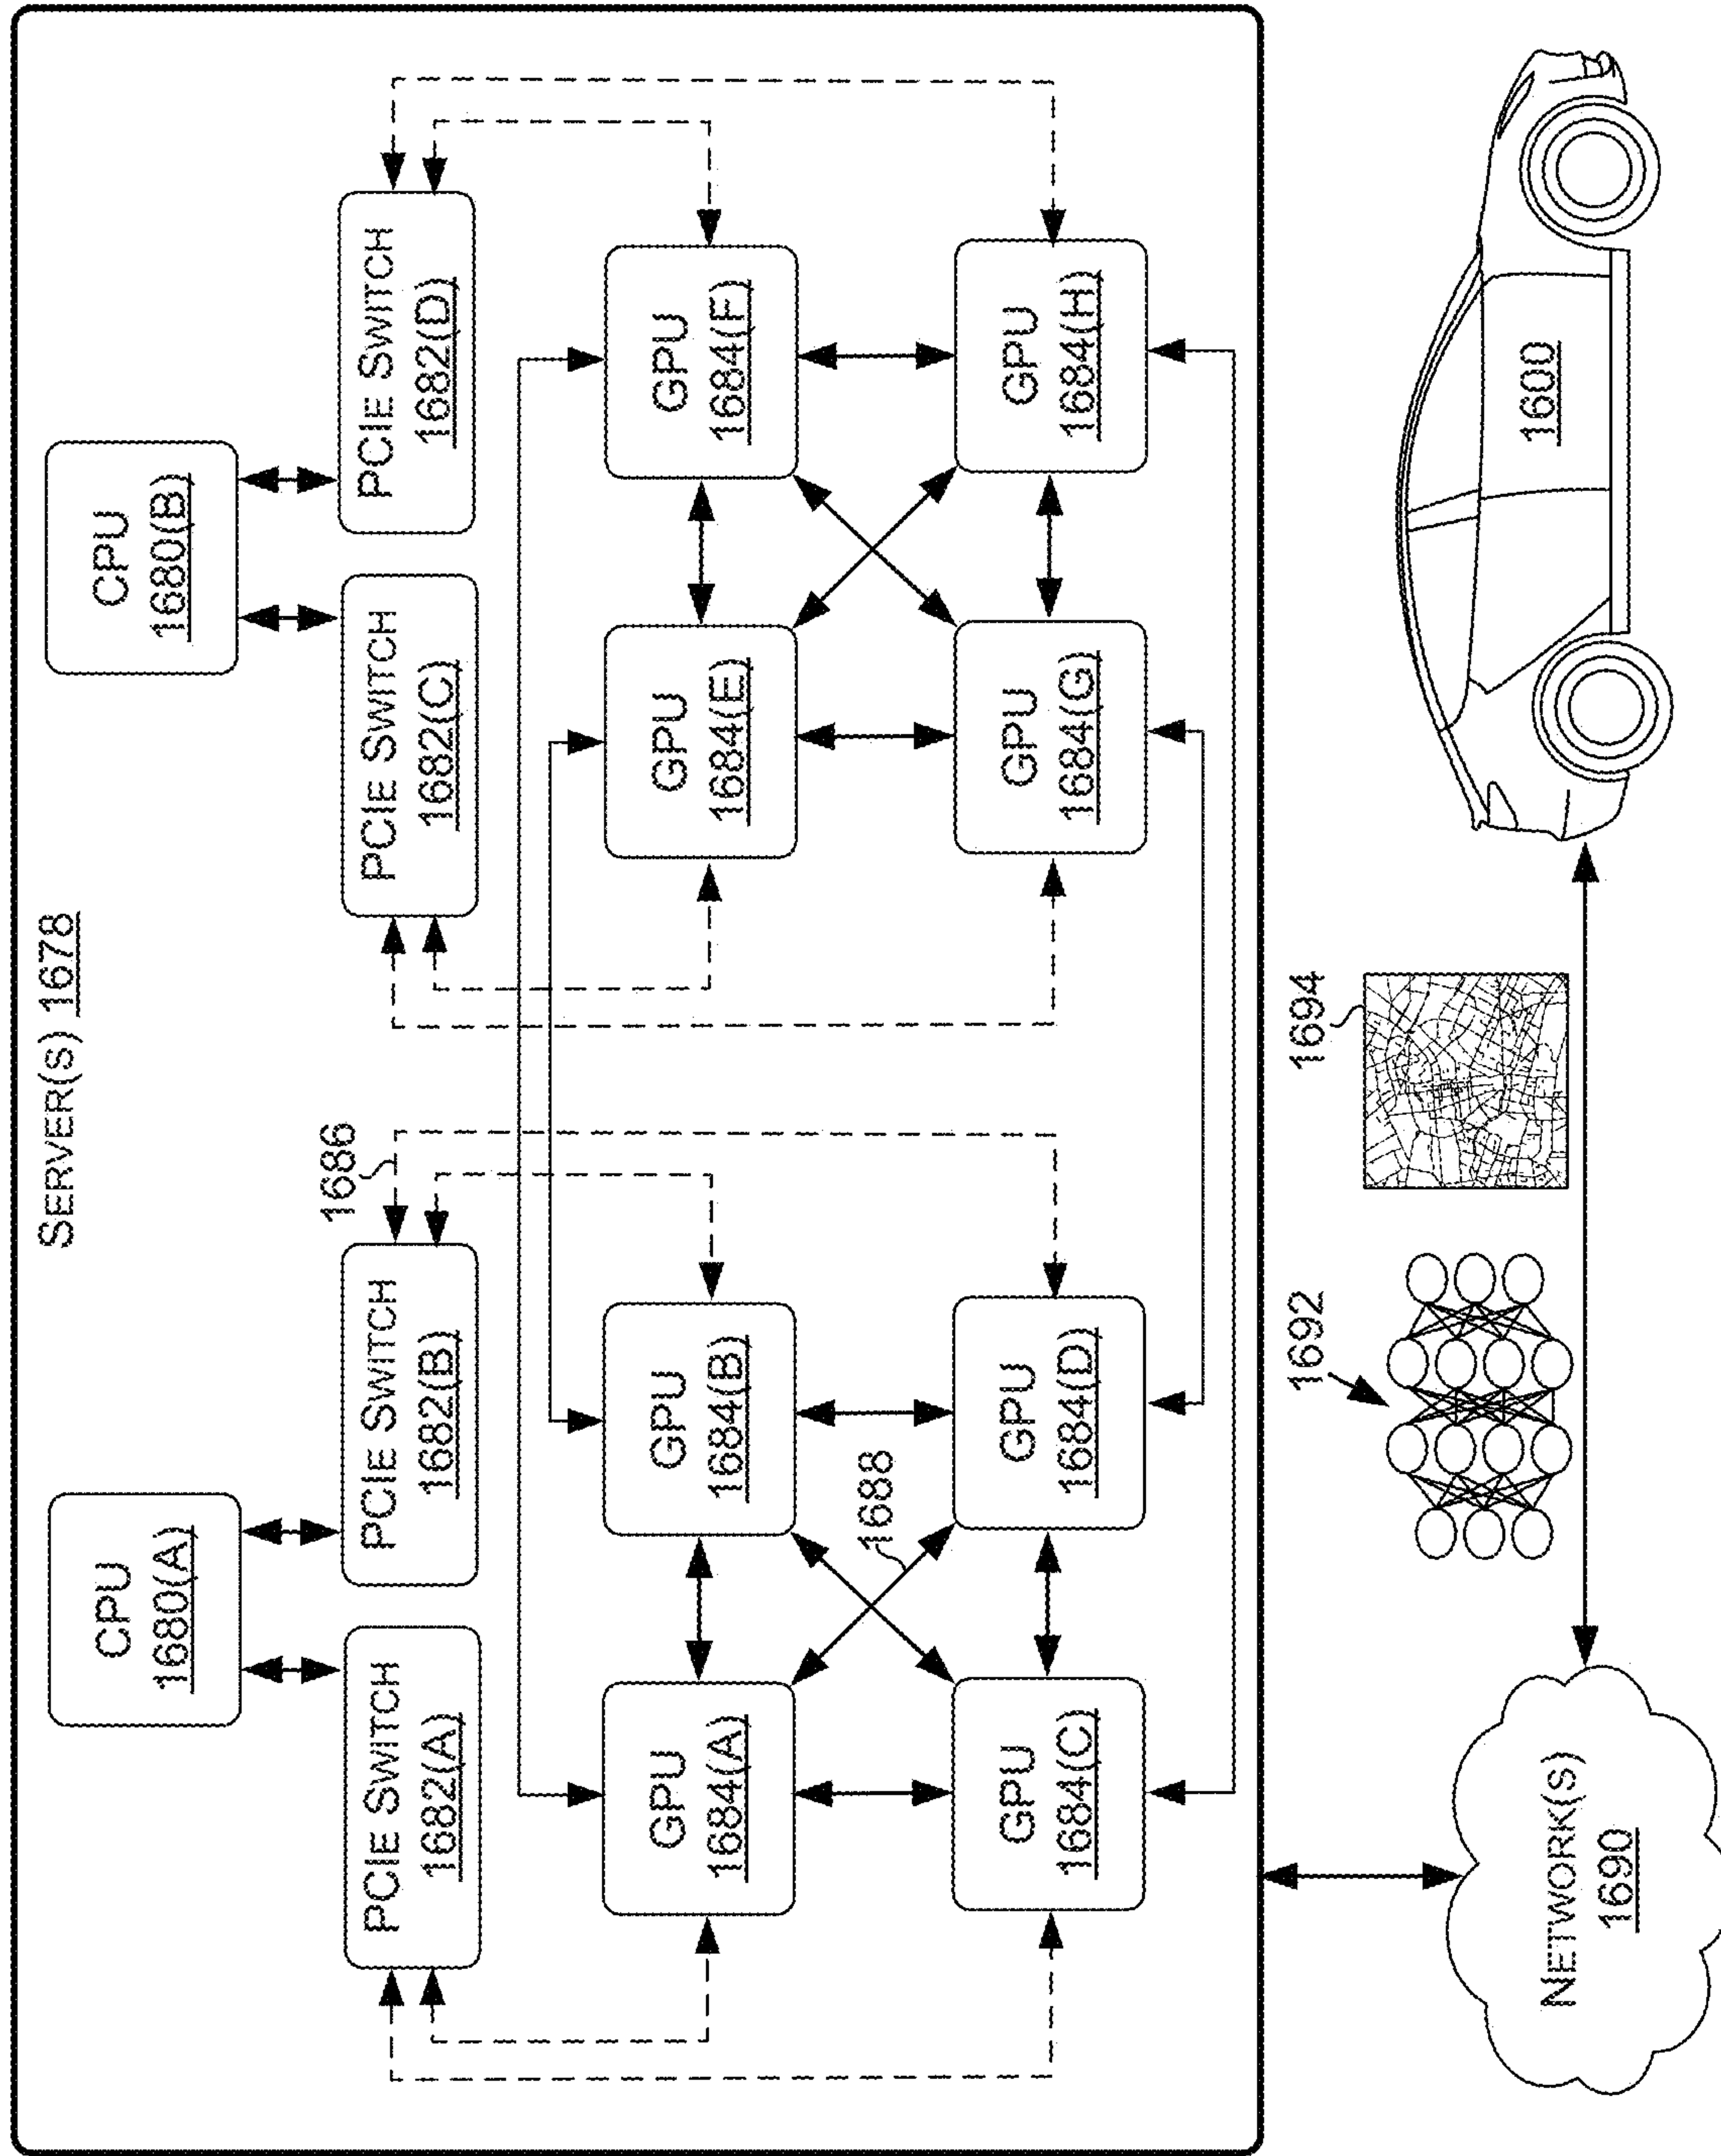 SERVER(S) 1678
CPU
1680(A)
CPU
1680(B)
PCIE SWITCH
1682(A)
PCIE SWITCH
1682(B)
1686
PCIE SWITCH
1682(C)
PCIE SWITCH
1682(D)
GPU
1684(A)
GPU
1684(B)
GPU
1684(E)
GPU
1684(F)
1688
GPU
1684(C)
GPU
1684(D)
GPU
1684(G)
GPU
1684(H)
NETWORK(S)
1690
1692
1694
1600